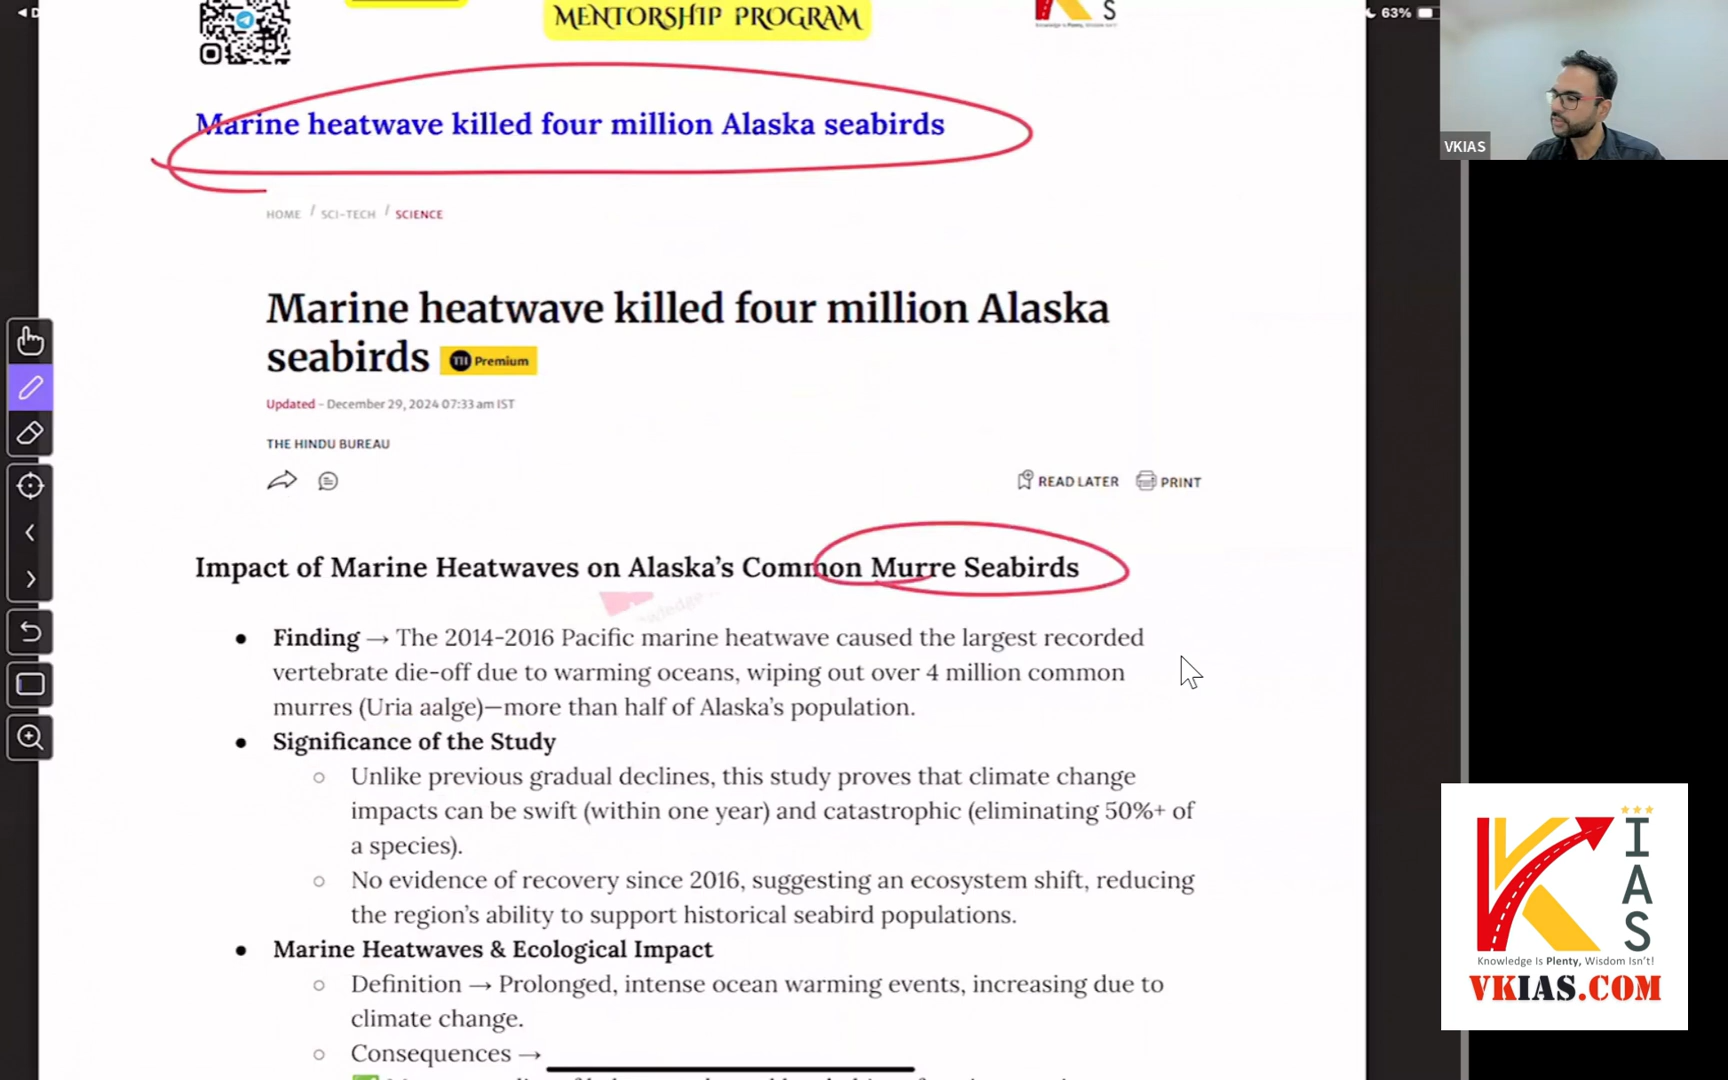 D
MENTORSHIP PROGRAM
S
63%
Marine heatwave killed four million Alaska seabirds
VKIAS
HOME / SCI-TECH / SCIENCE
Marine heatwave killed four million Alaska
seabirds TH Premium
Updated - December 29, 2024 07:33 am IST
THE HINDU BUREAU
READ LATER PRINT
Impact of Marine Heatwaves on Alaska's Common Murre Seabirds
● Finding → The 2014-2016 Pacific marine heatwave caused the largest recorded
vertebrate die-off due to warming oceans, wiping out over 4 million common
murres (Uria aalge)—more than half of Alaska's population.
● Significance of the Study
○ Unlike previous gradual declines, this study proves that climate change
impacts can be swift (within one year) and catastrophic (eliminating 50%+ of
a species).
○ No evidence of recovery since 2016, suggesting an ecosystem shift, reducing
the region's ability to support historical seabird populations.
● Marine Heatwaves & Ecological Impact
○ Definition → Prolonged, intense ocean warming events, increasing due to
climate change.
○ Consequences →
K IAS
Knowledge Is Plenty, Wisdom Isn't!
VKIAS.COM